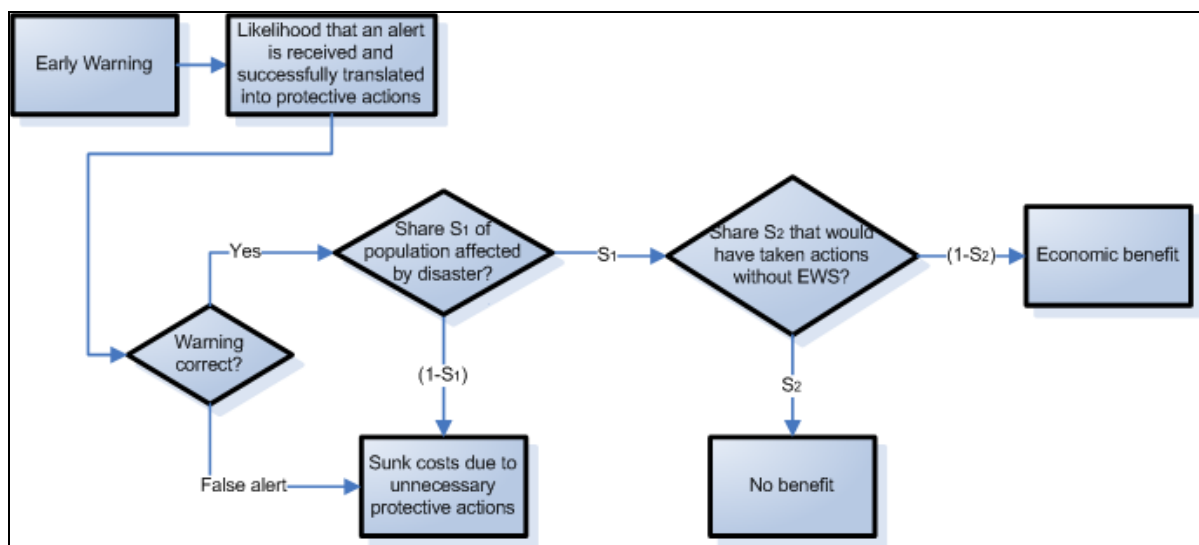 Early Warning
Likelihood that an alert
is received and
successfully translated
into protective actions
Share S1 of
population affected
by disaster?
Share S2 that would
have taken actions
without EWS?
Yes
S1
(1-S2)
Economic benefit
Warning
correct?
(1-S1)
S2
False alert
Sunk costs due to
unnecessary
protective actions
No benefit